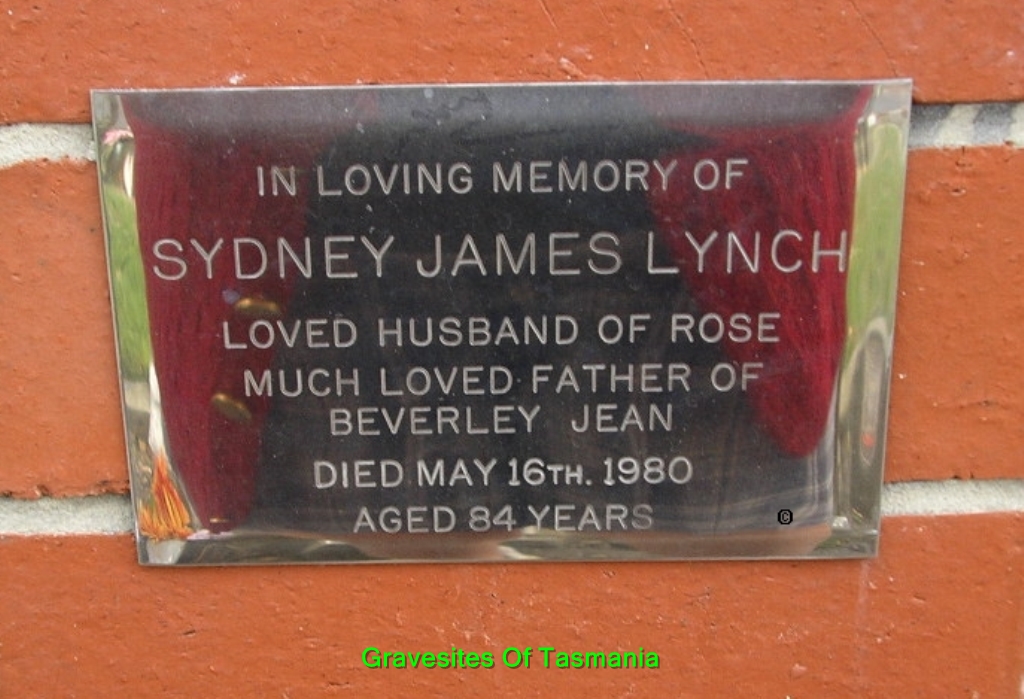 IN LOVING MEMORY OF
SYDNEY JAMES LYNCH
LOVED HUSBAND OF ROSE
MUCH LOVED FATHER OF
BEVERLEY JEAN
DIED MAY 16TH. 1980
AGED 84 YEARS
©
Gravesites Of Tasmania